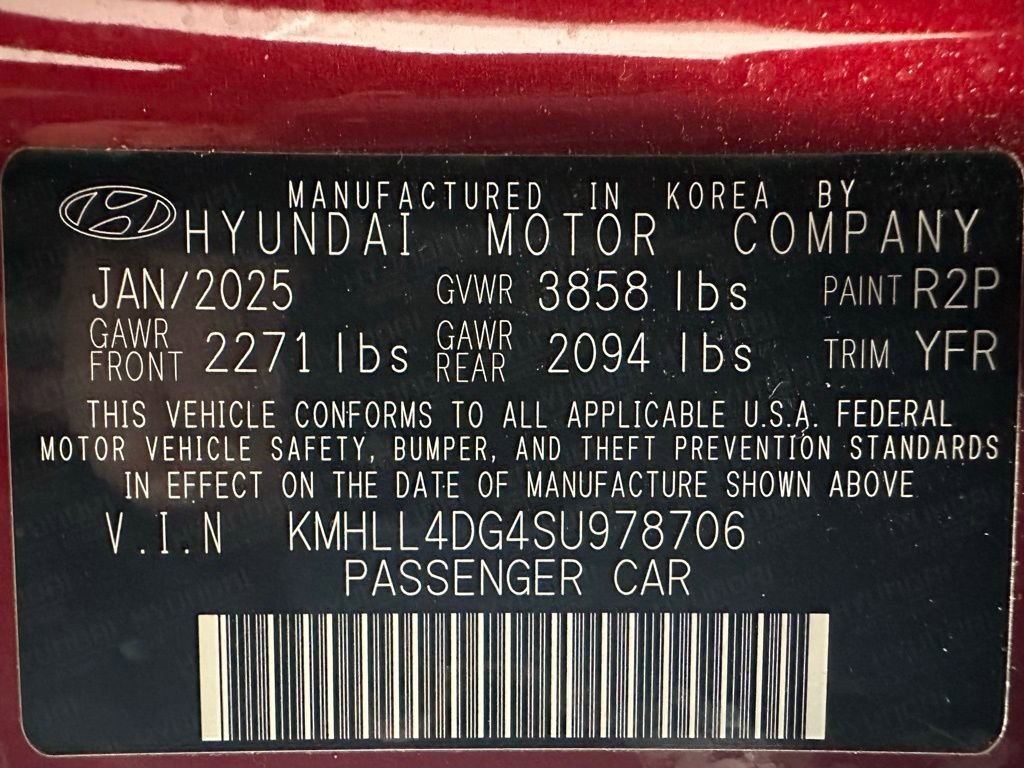 MANUFACTURED IN KOREA BY
HYUNDAI MOTOR COMPANY
JAN/2025 GVWR 3858 lbs PAINT R2P
GAWR FRONT 2271 lbs GAWR REAR 2094 lbs TRIM YFR
THIS VEHICLE CONFORMS TO ALL APPLICABLE U.S.A. FEDERAL
MOTOR VEHICLE SAFETY, BUMPER, AND THEFT PREVENTION STANDARDS
IN EFFECT ON THE DATE OF MANUFACTURE SHOWN ABOVE
V.I.N KMHLL4DG4SU978706
PASSENGER CAR